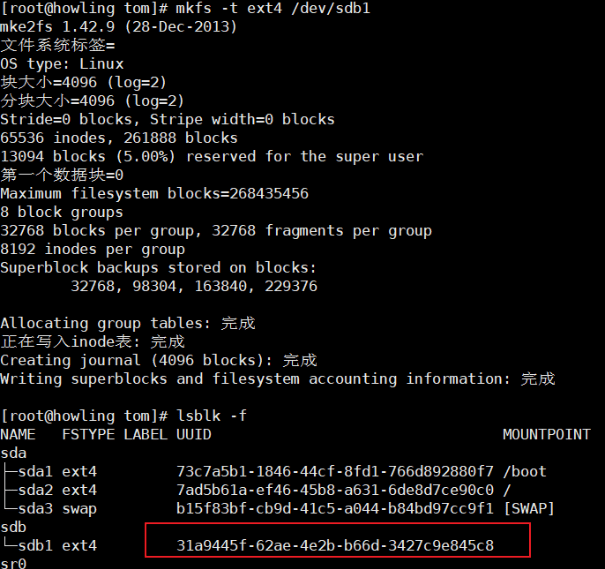 [root@howling tom]# mkfs -t ext4 /dev/sdb1
mke2fs 1.42.9 (28-Dec-2013)
文件系统标签=
OS type: Linux
块大小=4096 (log=2)
分块大小=4096 (log=2)
Stride=0 blocks, Stripe width=0 blocks
65536 inodes, 261888 blocks
13094 blocks (5.00%) reserved for the super user
第一个数据块=0
Maximum filesystem blocks=268435456
8 block groups
32768 blocks per group, 32768 fragments per group
8192 inodes per group
Superblock backups stored on blocks:
        32768, 98304, 163840, 229376

Allocating group tables: 完成
正在写入inode表: 完成
Creating journal (4096 blocks): 完成
Writing superblocks and filesystem accounting information: 完成

[root@howling tom]# lsblk -f
NAME   FSTYPE LABEL UUID                                 MOUNTPOINT
sda
├─sda1 ext4         73c7a5b1-1846-44cf-8fd1-766d892880f7 /boot
├─sda2 ext4         7ad5b61a-ef46-45b8-a631-6de8d7ce90c0 /
└─sda3 swap         b15f83bf-cb9d-41c5-a044-b84bd97cc9f1 [SWAP]
sdb
└─sdb1 ext4         31a9445f-62ae-4e2b-b66d-3427c9e845c8
sr0